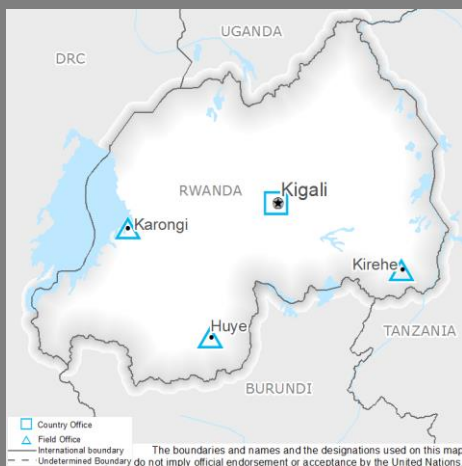 UGANDA
DRC
RWANDA
Kigali
Karongi
Kirehe
Huye
TANZANIA
BURUNDI
Country Office
Field Office
International boundary
Undetermined Boundary
The boundaries and names and the designations used on this map
do not imply official endorsement or acceptance by the United Nations